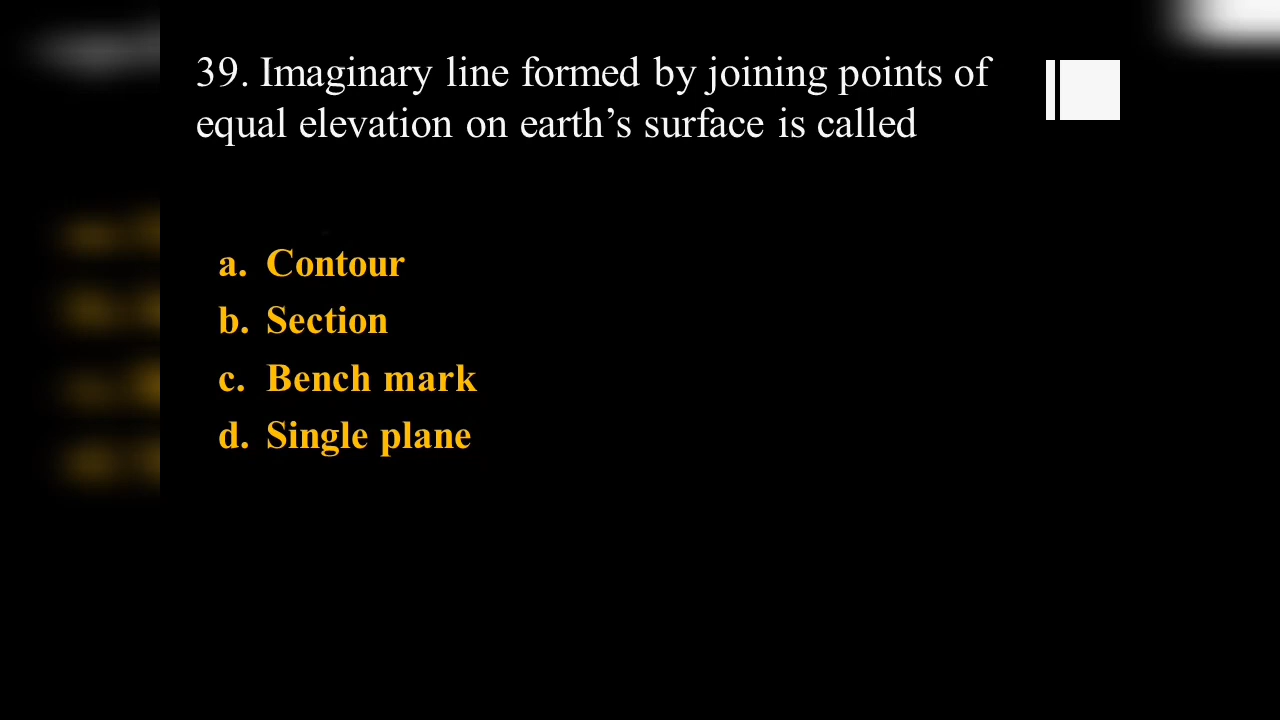 39. Imaginary line formed by joining points of
equal elevation on earth’s surface is called
a. Contour
b. Section
c. Bench mark
d. Single plane